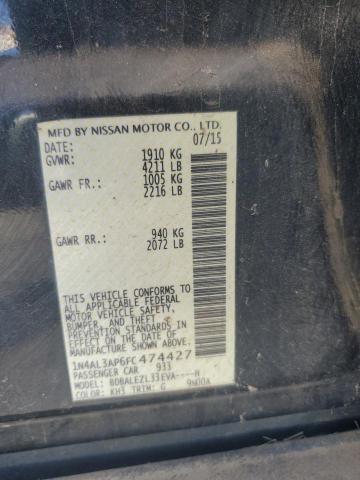 MFD BY NISSAN MOTOR CO., LTD.
DATE: 07/15
GVWR: 1910 KG
4211 LB
GAWR FR.: 1005 KG
2216 LB
GAWR RR.: 940 KG
2072 LB
THIS VEHICLE CONFORMS TO
ALL APPLICABLE FEDERAL
MOTOR VEHICLE SAFETY,
BUMPER, AND THEFT
PREVENTION STANDARDS IN
EFFECT ON THE DATE OF
MANUFACTURE SHOWN ABOVE.
1N4AL3AP6FC474427
PASSENGER CAR 933
MODEL: BDBALEZL33EVA----H
COLOR: KH3 TRIM: G 9N00A